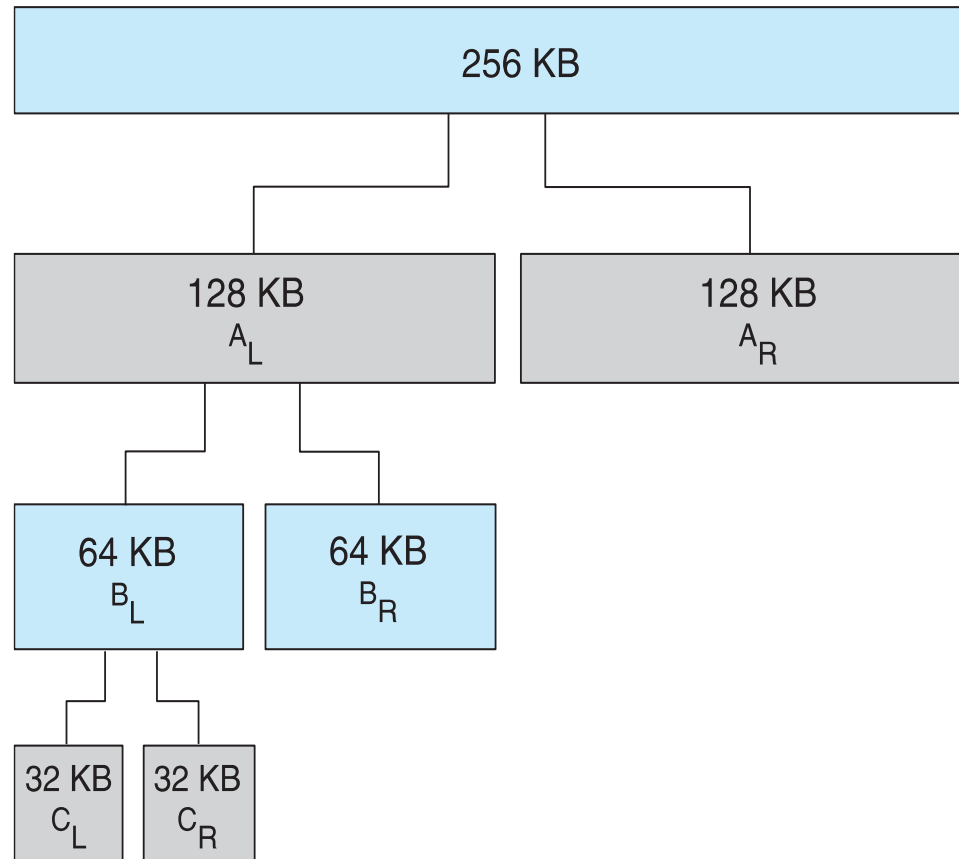 256 KB
128 KB
A_L
128 KB
A_R
64 KB
B_L
64 KB
B_R
32 KB
C_L
32 KB
C_R